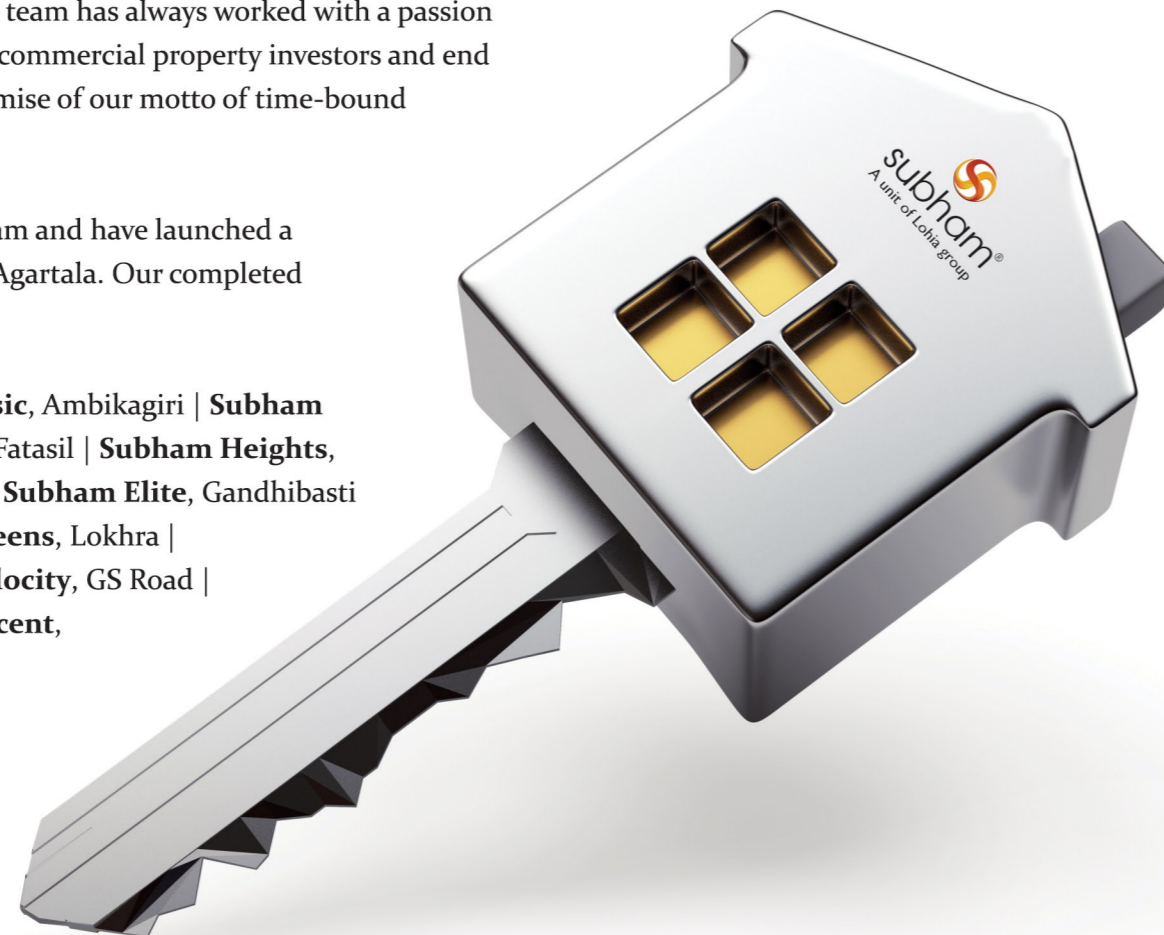 team has always worked with a passion
commercial property investors and end
mise of our motto of time-bound
am and have launched a
Agartala. Our completed
sic, Ambikagiri | Subham
Fatasil | Subham Heights,
Subham Elite, Gandhibasti
eens, Lokhra |
locity, GS Road |
cent,
subham®
A unit of Lohia group